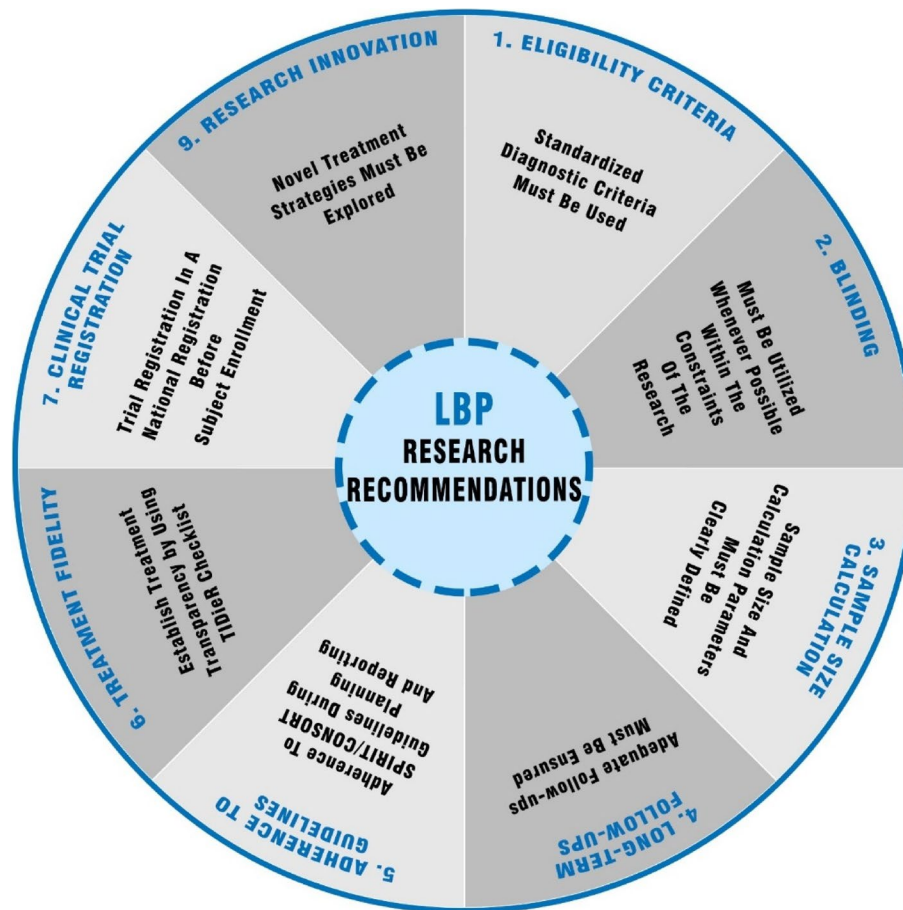 LBP
RESEARCH
RECOMMENDATIONS
1. ELIGIBILITY CRITERIA
Standardized
Diagnostic Criteria
Must Be Used
2. BLINDING
Must Be Utilized
Whenever Possible
Within The
Constraints
Of The
Research
3. SAMPLE SIZE
CALCULATION
Sample Size And
Calculation Parameters
Must Be
Clearly Defined
4. LONG-TERM
FOLLOW-UPS
Adequate Follow-ups
Must Be Ensured
5. ADHERENCE TO
GUIDELINES
Adherence To
SPIRIT/CONSORT
Guidelines During
Planning
And Reporting
6. TREATMENT FIDELITY
Establish Treatment
Transparency by Using
TIDieR Checklist
7. CLINICAL TRIAL
REGISTRATION
Trial Registration In A
National Registration
Before
Subject Enrollment
9. RESEARCH INNOVATION
Novel Treatment
Strategies Must Be
Explored